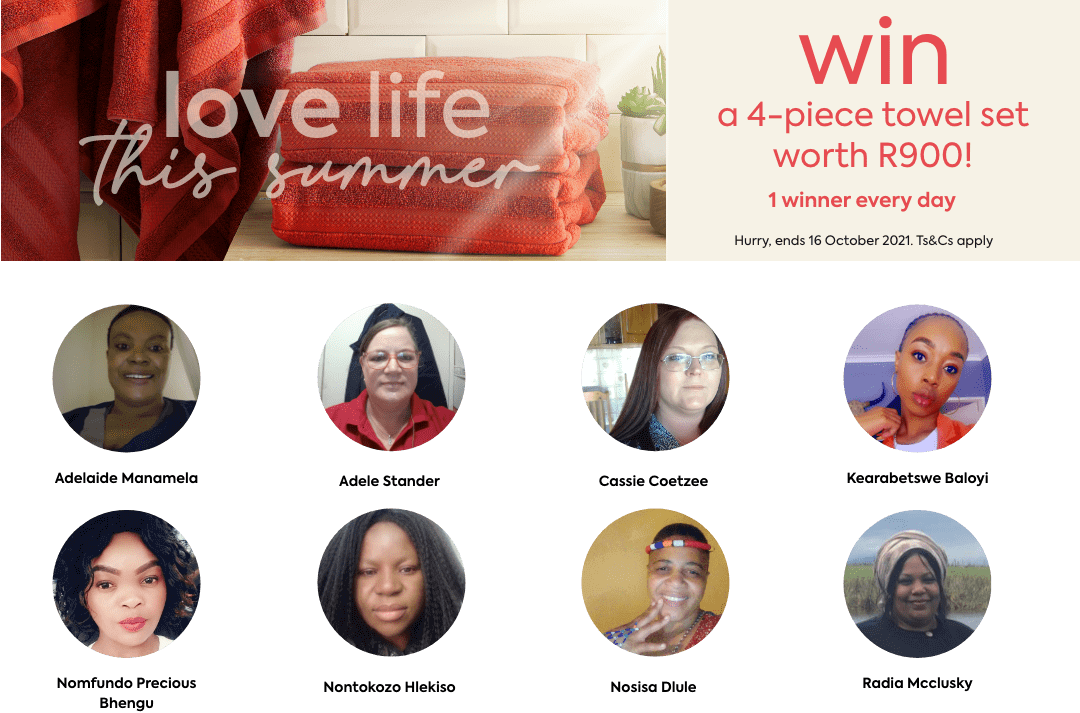 love life
this summer
win
a 4-piece towel set
worth R900!
1 winner every day
Hurry, ends 16 October 2021. Ts&Cs apply
Adelaide Manamela
Adele Stander
Cassie Coetzee
Kearabetswe Baloyi
Nomfundo Precious
Bhengu
Nontokozo Hlekiso
Nosisa Dlule
Radia Mcclusky